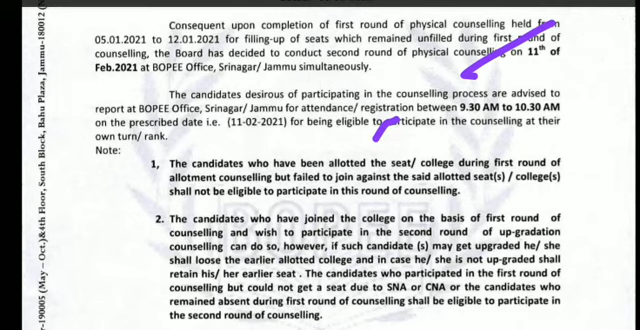 Consequent upon completion of first round of physical counselling held from
05.01.2021 to 12.01.2021 for filling-up of seats which remained unfilled during first round of
counselling, the Board has decided to conduct second round of physical counselling on 11th of
Feb.2021 at BOPEE Office, Srinagar/ Jammu simultaneously.
The candidates desirous of participating in the counselling process are advised to
report at BOPEE Office, Srinagar/ Jammu for attendance/ registration between 9.30 AM to 10.30 AM
on the prescribed date i.e. (11-02-2021) for being eligible to participate in the counselling at their
own turn/ rank.
Note:
1, The candidates who have been allotted the seat/ college during first round of
allotment counselling but failed to join against the said allotted seat(s) / college(s)
shall not be eligible to participate in this round of counselling.
2. The candidates who have joined the college on the basis of first round of
counselling and wish to participate in the second round of up-gradation
counselling can do so, however, if such candidate (s) may get upgraded he/ she
shall loose the earlier allotted college and in case he/ she is not up-graded shall
retain his/ her earlier seat . The candidates who participated in the first round of
counselling but could not get a seat due to SNA or CNA or the candidates who
remained absent during first round of counselling shall be eligible to participate in
the second round of counselling.
r-190005 (May – Oct.)&4th Floor, South Block, Bahu Plaza, Jammu-180012 (N
BOPEE